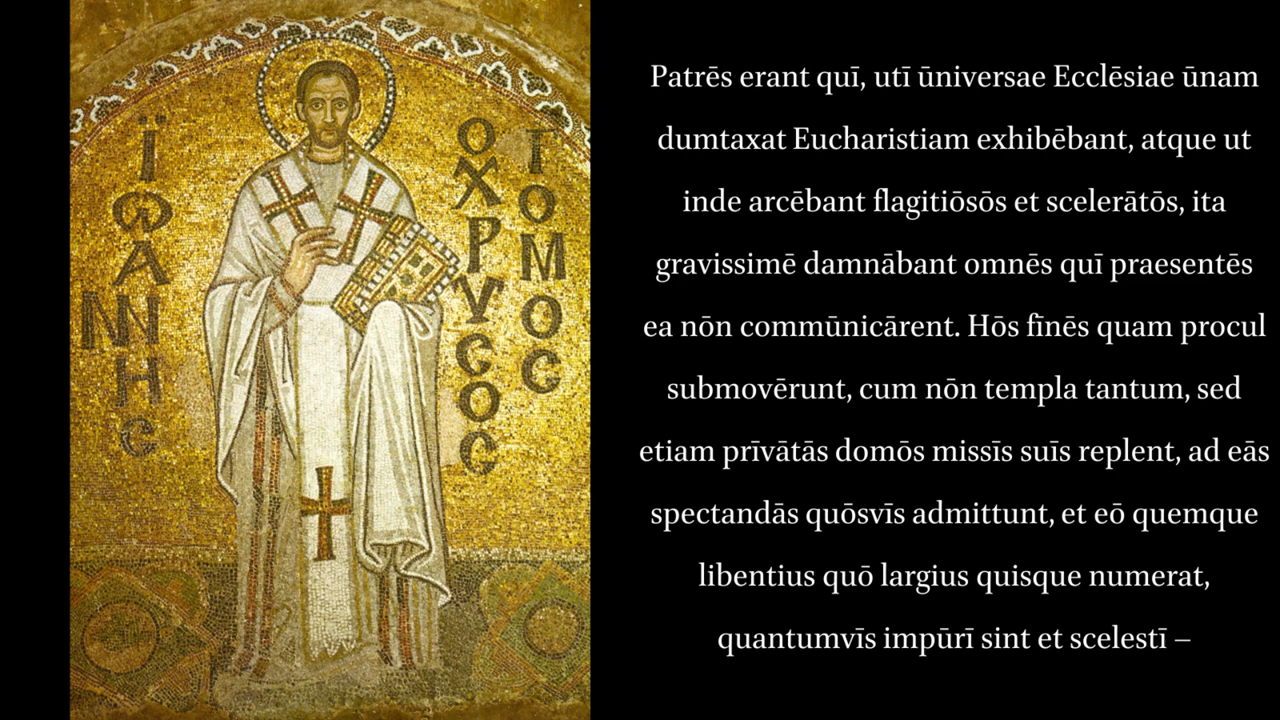 Ϊ
Ⲱ
Α
ΝΝ
Η
C
Ο
Χ
Ρ
Υ
C
Ο
C
Τ
Ο
Μ
Ο
C
Patrēs erant quī, utī ūniversae Ecclēsiae ūnam
dumtaxat Eucharistiam exhibēbant, atque ut
inde arcēbant flagitiōsōs et scelerātōs, ita
gravissimē damnābant omnēs quī praesentēs
ea nōn commūnicārent. Hōs fīnēs quam procul
submovērunt, cum nōn templa tantum, sed
etiam prīvātās domōs missīs suīs replent, ad eās
spectandās quōsvīs admittunt, et eō quemque
libentius quō largius quisque numerat,
quantumvīs impūrī sint et scelestī –